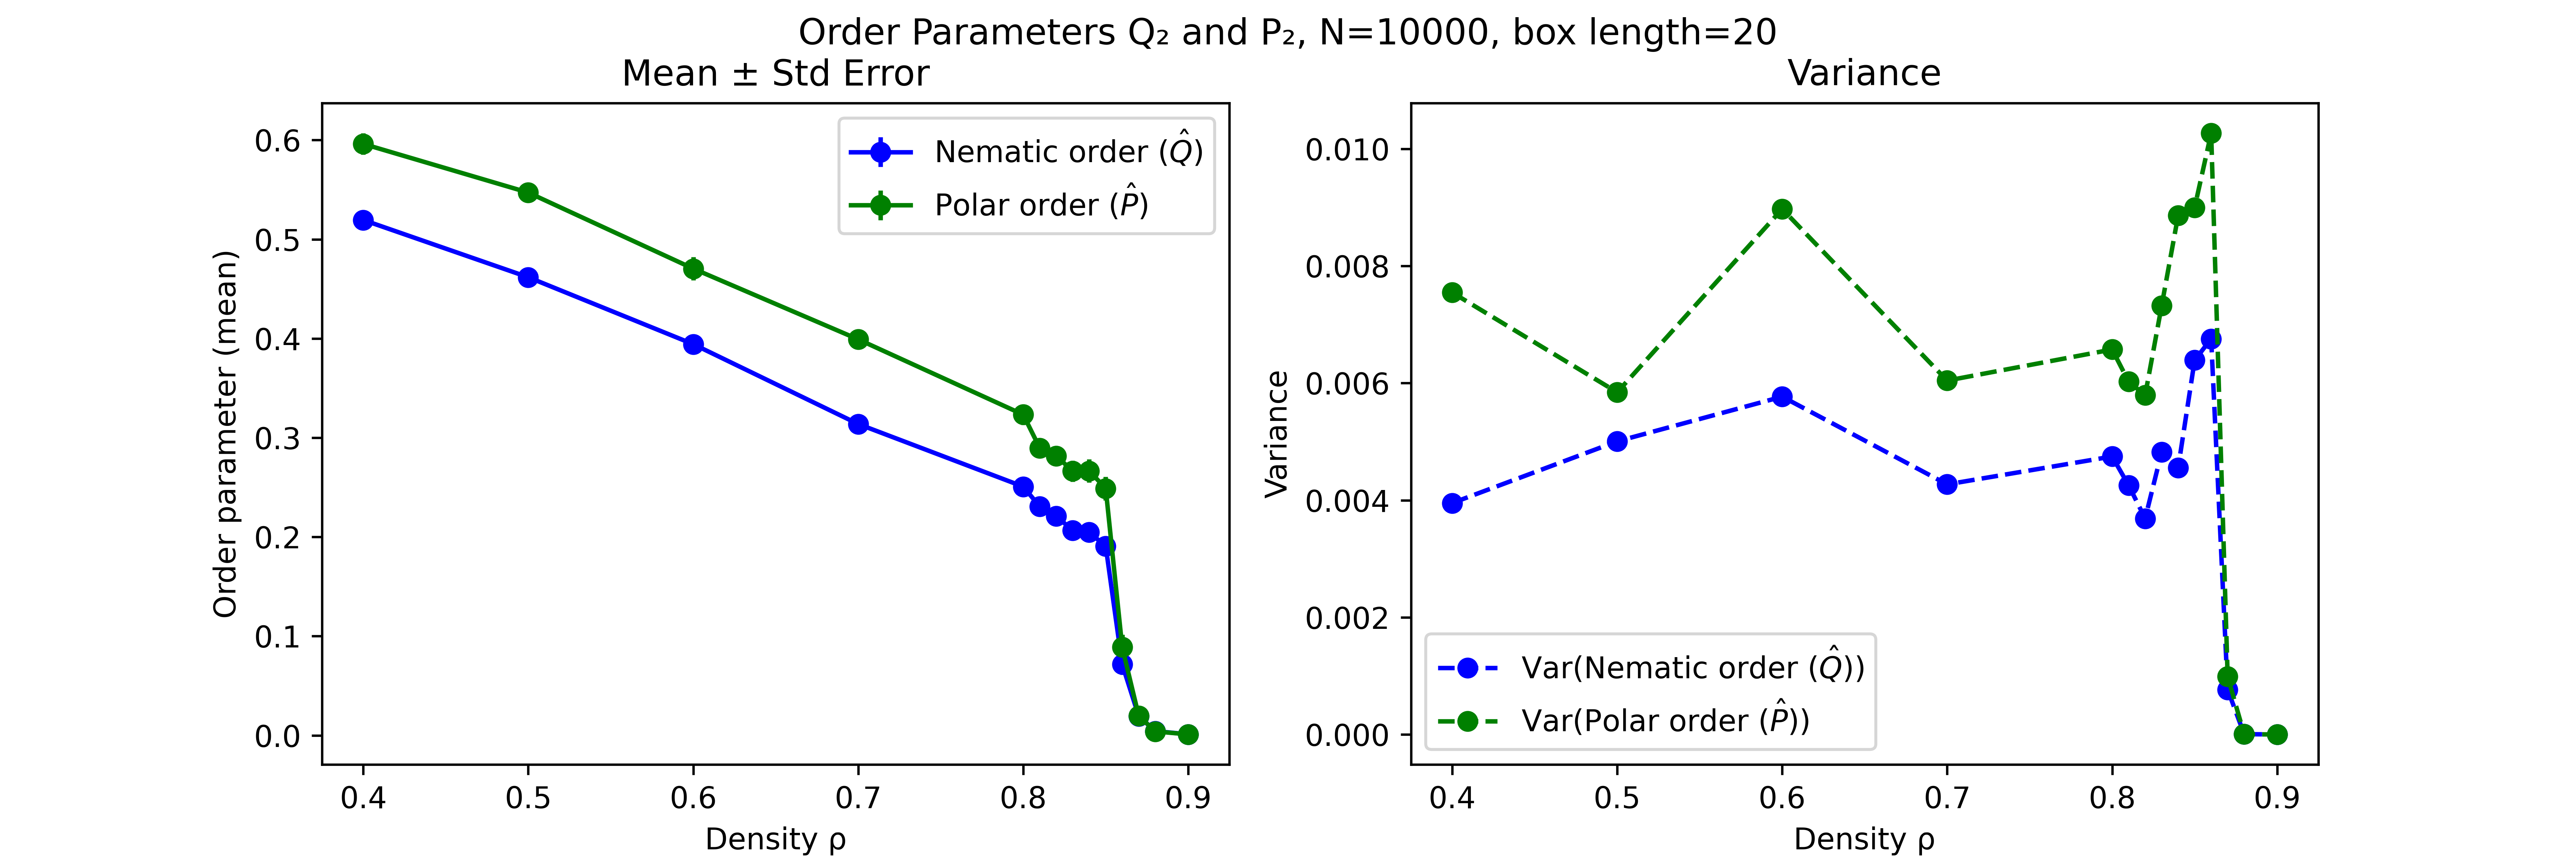 Order Parameters Q₂ and P₂, N=10000, box length=20
Mean ± Std Error
0.6
0.5
0.4
0.3
0.2
0.1
0.0
Order parameter (mean)
Nematic order (Q̂)
Polar order (P̂)
0.4 0.5 0.6 0.7 0.8 0.9
Density ρ
Variance
0.010
0.008
0.006
0.004
0.002
0.000
Variance
Var(Nematic order (Q̂))
Var(Polar order (P̂))
0.4 0.5 0.6 0.7 0.8 0.9
Density ρ